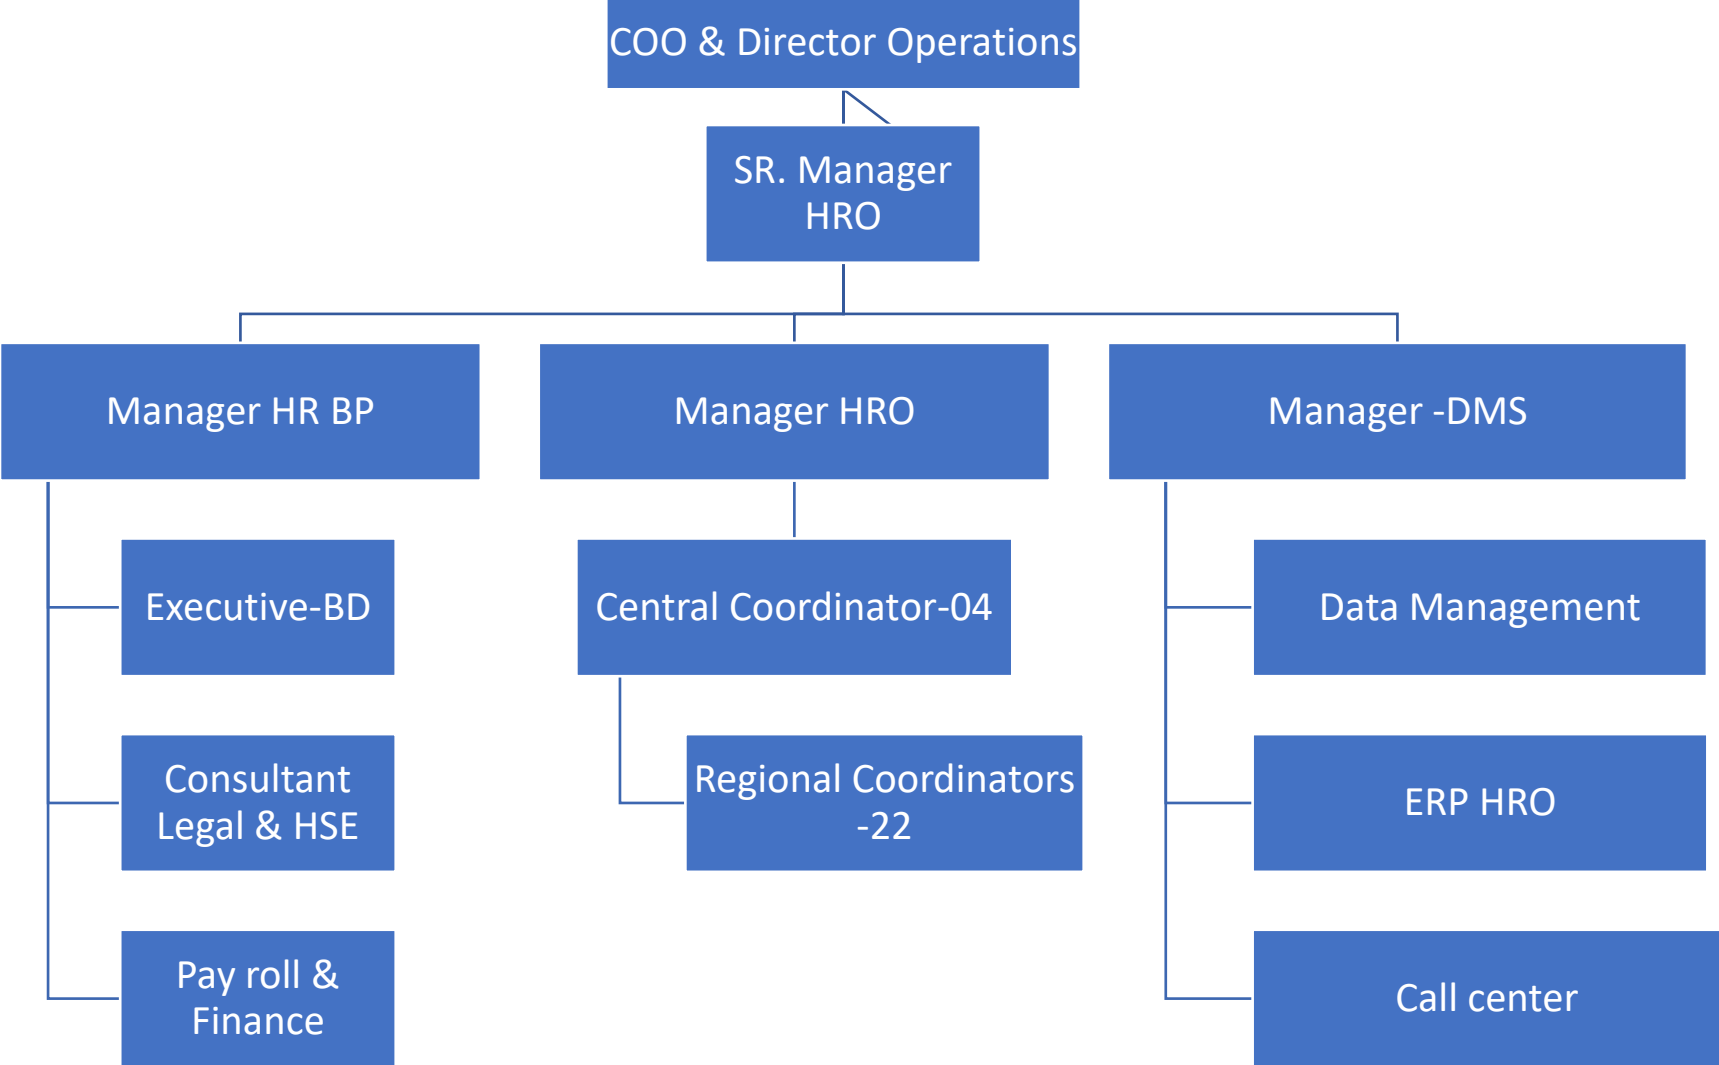 COO & Director Operations
SR. Manager
HRO
Manager HR BP
Manager HRO
Manager -DMS
Executive-BD
Central Coordinator-04
Data Management
Consultant
Legal & HSE
Regional Coordinators
-22
ERP HRO
Pay roll &
Finance
Call center